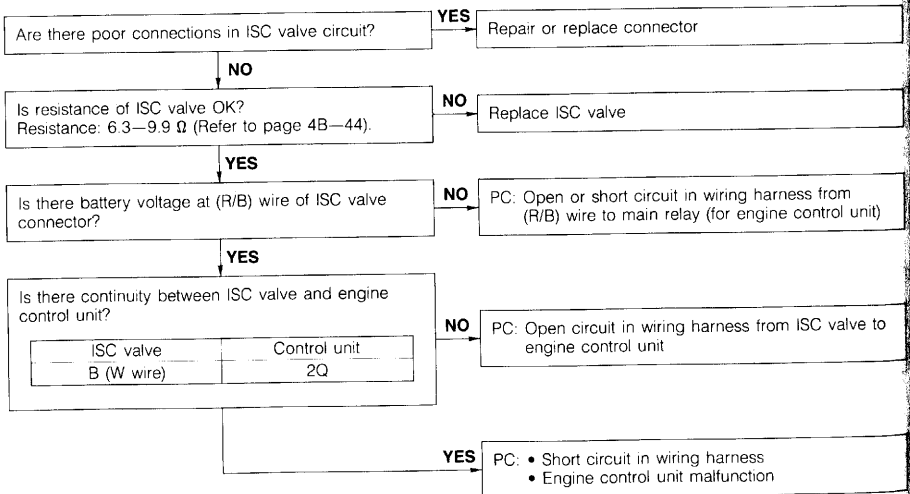 Are there poor connections in ISC valve circuit?
YES
Repair or replace connector
NO
Is resistance of ISC valve OK?
Resistance: 6.3—9.9 Ω (Refer to page 4B—44).
NO
Replace ISC valve
YES
Is there battery voltage at (R/B) wire of ISC valve
connector?
NO
PC: Open or short circuit in wiring harness from
(R/B) wire to main relay (for engine control unit)
YES
Is there continuity between ISC valve and engine
control unit?
ISC valve Control unit
B (W wire) 2Q
NO
PC: Open circuit in wiring harness from ISC valve to
engine control unit
YES
PC: • Short circuit in wiring harness
• Engine control unit malfunction